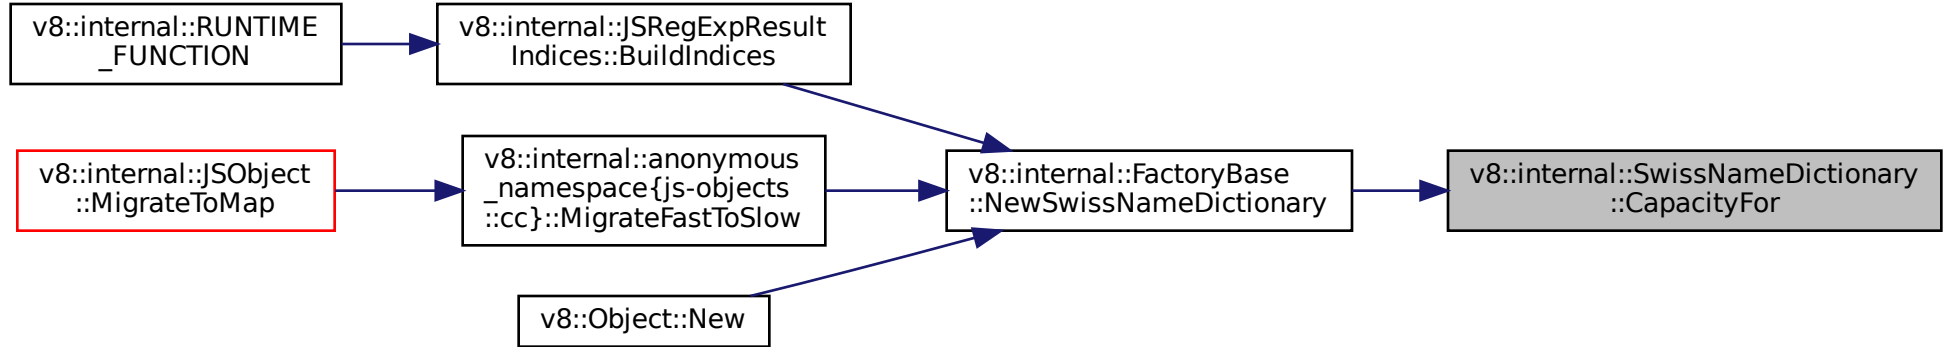 v8::internal::RUNTIME
_FUNCTION
v8::internal::JSRegExpResult
Indices::BuildIndices
v8::internal::JSObject
::MigrateToMap
v8::internal::anonymous
_namespace{js-objects
::cc}::MigrateFastToSlow
v8::internal::FactoryBase
::NewSwissNameDictionary
v8::internal::SwissNameDictionary
::CapacityFor
v8::Object::New